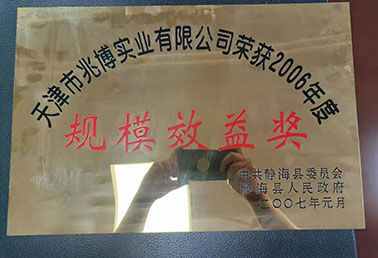 天津市兆博实业有限公司荣获2006年度
规模效益奖
中共静海县委员会
静海县人民政府
二〇〇七年元月